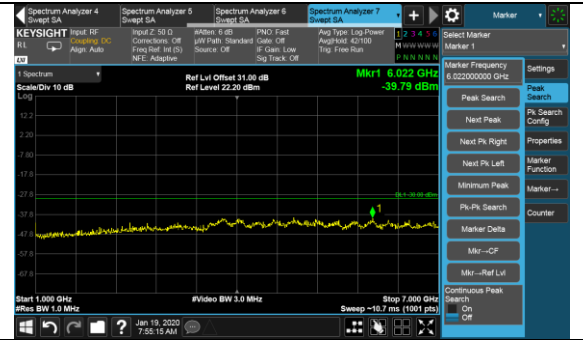 Spectrum Analyzer 4
Swept SA
Spectrum Analyzer 5
Swept SA
Spectrum Analyzer 6
Swept SA
Spectrum Analyzer 7
Swept SA
Marker
KEYSIGHT
RL
Input: RF
Coupling: DC
Align: Auto
Input Z: 50 Ω
Corrections: Off
Freq Ref: Int (S)
NFE: Adaptive
#Atten: 6 dB
µW Path: Standard
Source: Off
PNO: Fast
Gate: Off
IF Gain: Low
Sig Track: Off
Avg Type: Log-Power
Avg|Hold: 42/100
Trig: Free Run
1 2 3 4 5 6
M W W W W W
P N N N N N
LXI
Select Marker
Marker 1
1 Spectrum
Scale/Div 10 dB
Log
Ref Lvl Offset 31.00 dB
Ref Level 22.20 dBm
Mkr1 6.022 GHz
-39.79 dBm
12.2
2.20
-7.80
-17.8
-27.8
-37.8
-47.8
-57.8
-67.8
DL1 -30.00 dBm
1
Start 1.000 GHz
#Res BW 1.0 MHz
#Video BW 3.0 MHz
Stop 7.000 GHz
Sweep ~10.7 ms (1001 pts)
Marker Frequency
6.022000000 GHz
Peak Search
Next Peak
Next Pk Right
Next Pk Left
Minimum Peak
Pk-Pk Search
Marker Delta
Mkr→CF
Mkr→Ref Lvl
Continuous Peak
Search
On
Off
Settings
Peak
Search
Pk Search
Config
Properties
Marker
Function
Marker→
Counter
?
Jan 19, 2020
7:55:15 AM